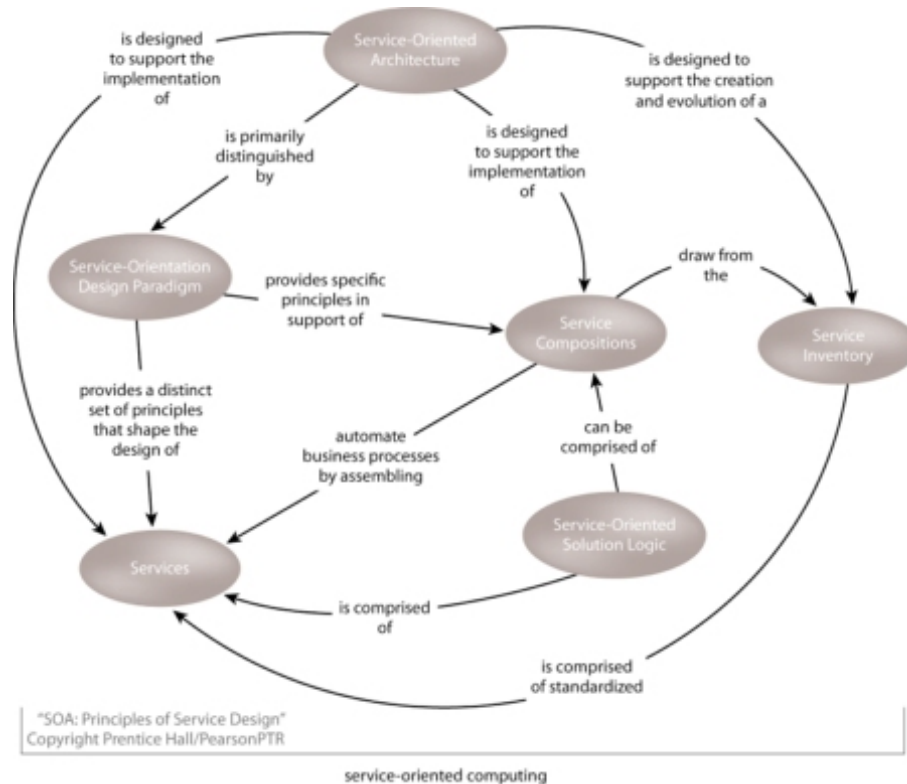 is designed
to support the
implementation
of
Service-Oriented
Architecture
is designed to
support the creation
and evolution of a
is primarily
distinguished
by
is designed
to support the
implementation
of
Service-Orientation
Design Paradigm
provides specific
principles in
support of
draw from
the
Service
Compositions
Service
Inventory
provides a distinct
set of principles
that shape the
design of
automate
business processes
by assembling
can be
comprised of
Service-Oriented
Solution Logic
Services
is comprised
of
is comprised
of standardized
"SOA: Principles of Service Design"
Copyright Prentice Hall/PearsonPTR
service-oriented computing